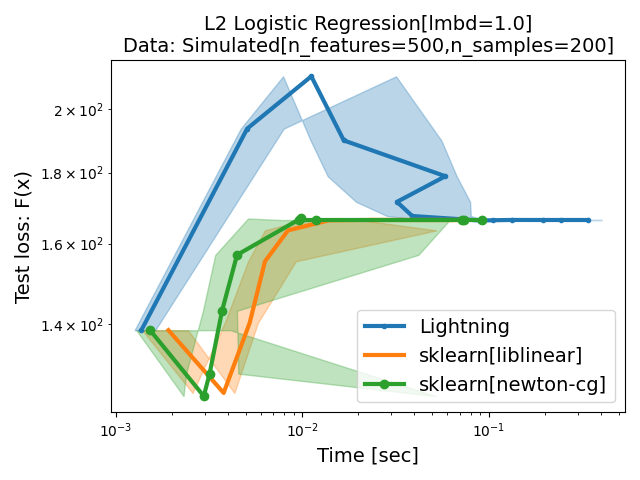 L2 Logistic Regression[lmbd=1.0]
Data: Simulated[n_features=500,n_samples=200]
Test loss: F(x)
2 × 10²
1.8 × 10²
1.6 × 10²
1.4 × 10²
Lightning
sklearn[liblinear]
sklearn[newton-cg]
10⁻³ 10⁻² 10⁻¹
Time [sec]